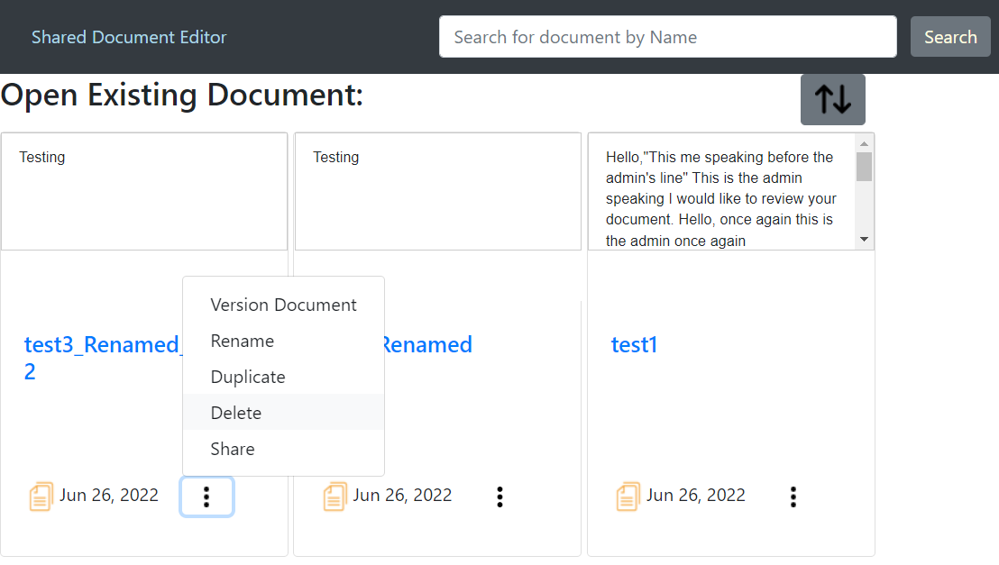 Shared Document Editor
Search for document by Name
Search
Open Existing Document:
Testing
Testing
Hello,"This me speaking before the
admin's line" This is the admin
speaking I would like to review your
document. Hello, once again this is
the admin once again
Version Document
Rename
Duplicate
Delete
Share
test3_Renamed_
2
Renamed
test1
Jun 26, 2022
Jun 26, 2022
Jun 26, 2022